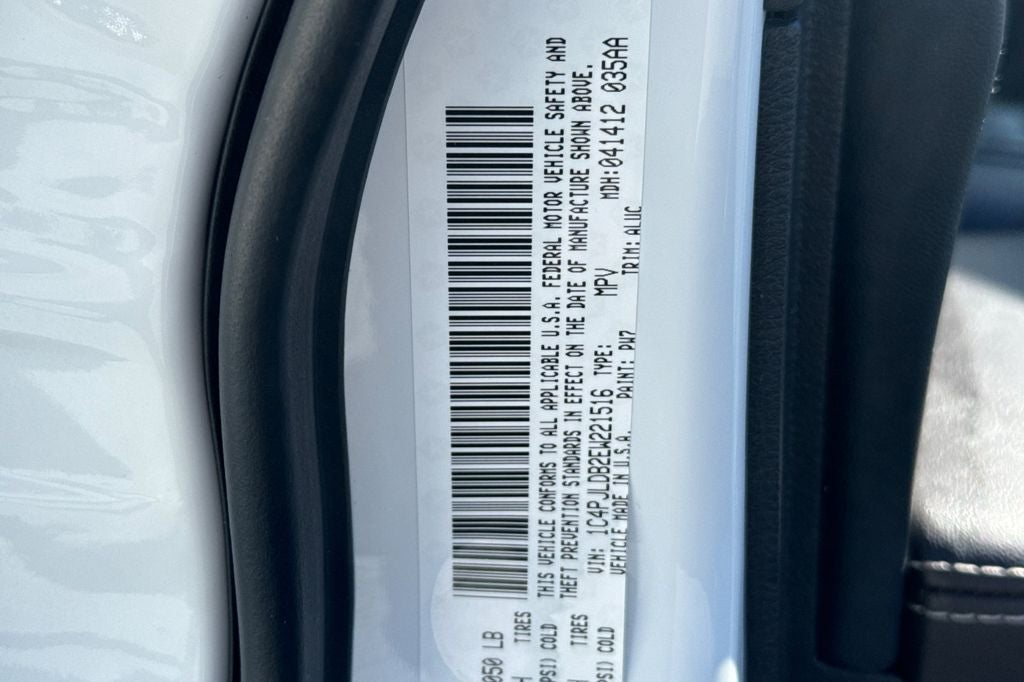 050 LB
H TIRES
PSI) COLD
H TIRES
PSI) COLD
THIS VEHICLE CONFORMS TO ALL APPLICABLE U.S.A. FEDERAL MOTOR VEHICLE SAFETY AND
THEFT PREVENTION STANDARDS IN EFFECT ON THE DATE OF MANUFACTURE SHOWN ABOVE.
VIN: 1C4PJLDB2EW221516 TYPE: MPV MDH:041412 035AA
VEHICLE MADE IN U.S.A. PAINT: PW7 TRIM: ALUC